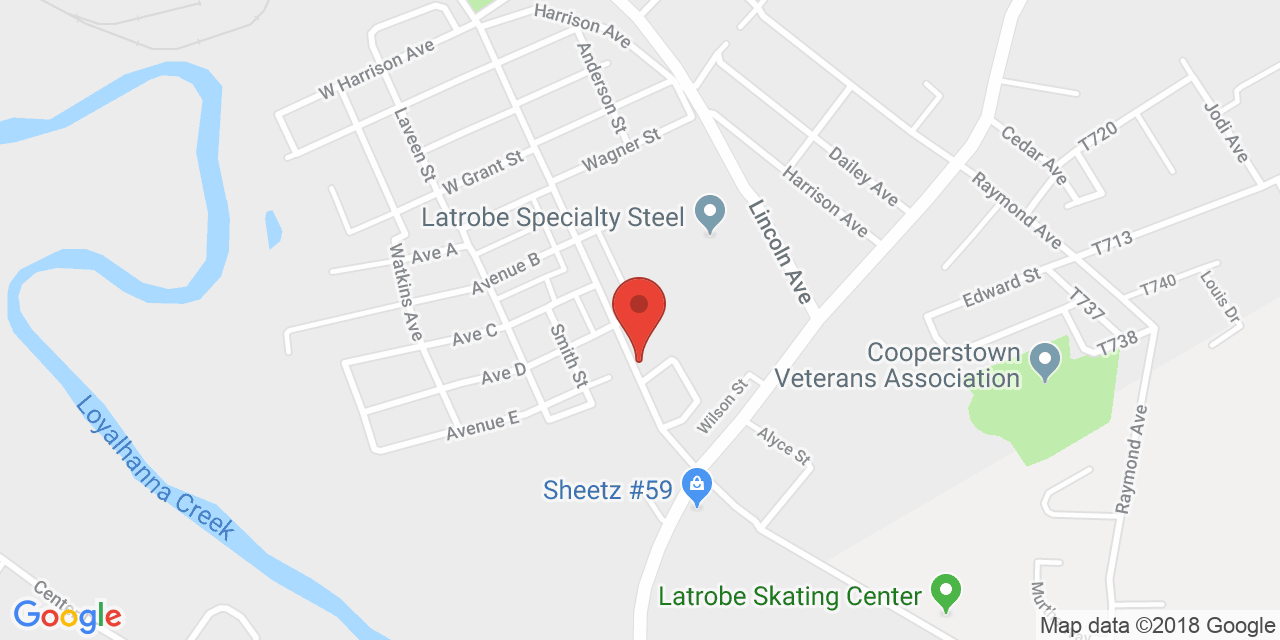 Harrison Ave
W Harrison Ave
Anderson St
Laveen St
Wagner St
W Grant St
Cedar Ave
T720
Jodi Ave
Dailey Ave
Harrison Ave
Raymond Ave
Latrobe Specialty Steel
Lincoln Ave
T713
Ave A
Avenue B
Watkins Ave
Edward St
T740
Louis Dr
T737
Ave C
Smith St
T738
Cooperstown
Veterans Association
Ave D
Wilson St
Avenue E
Alyce St
Raymond Ave
Loyalhanna Creek
Sheetz #59
Latrobe Skating Center
Center
Google
Map data ©2018 Google